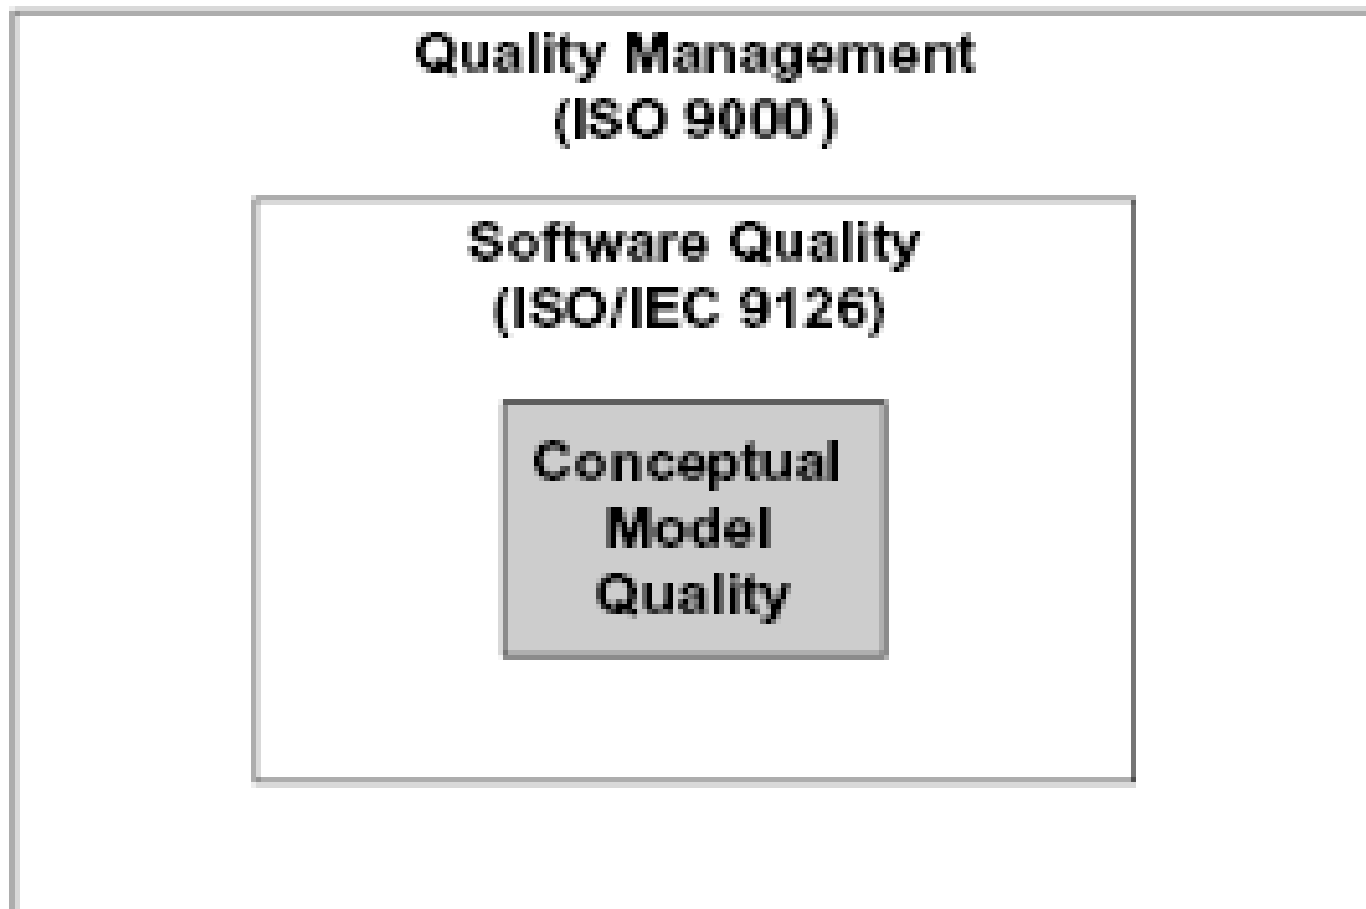 Quality Management
(ISO 9000)
Software Quality
(ISO/IEC 9126)
Conceptual
Model
Quality